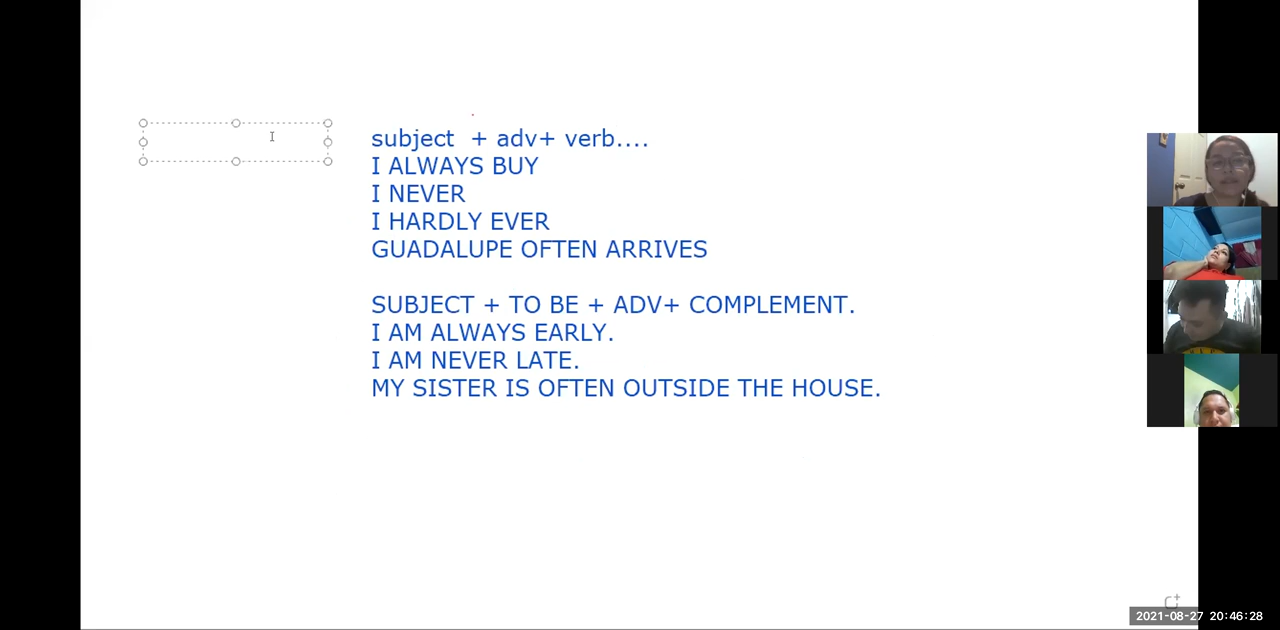 subject + adv+ verb....
I ALWAYS BUY
I NEVER
I HARDLY EVER
GUADALUPE OFTEN ARRIVES
SUBJECT + TO BE + ADV+ COMPLEMENT.
I AM ALWAYS EARLY.
I AM NEVER LATE.
MY SISTER IS OFTEN OUTSIDE THE HOUSE.
2021-08-27 20:46:28